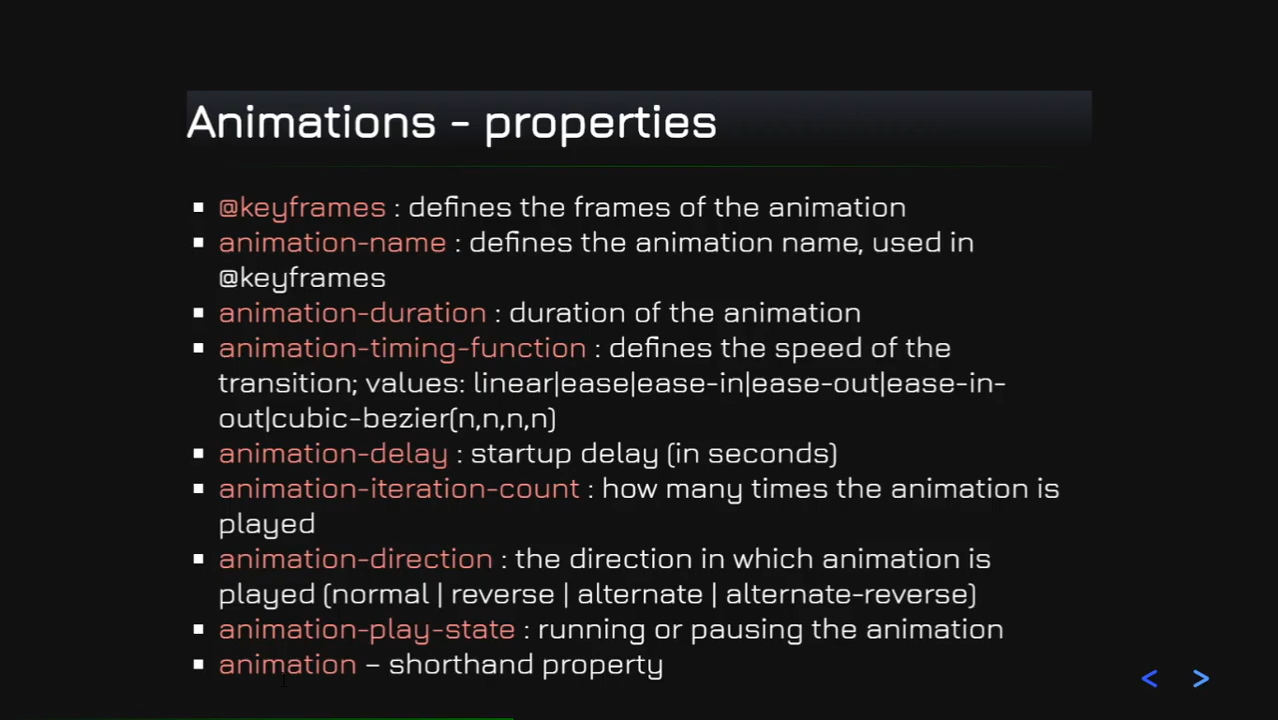 Animations - properties
@keyframes : defines the frames of the animation
animation-name : defines the animation name, used in
@keyframes
animation-duration : duration of the animation
animation-timing-function : defines the speed of the
transition; values: linear|ease|ease-in|ease-out|ease-in-
out|cubic-bezier(n,n,n,n)
animation-delay : startup delay (in seconds)
animation-iteration-count : how many times the animation is
played
animation-direction : the direction in which animation is
played (normal | reverse | alternate | alternate-reverse)
animation-play-state : running or pausing the animation
animation – shorthand property